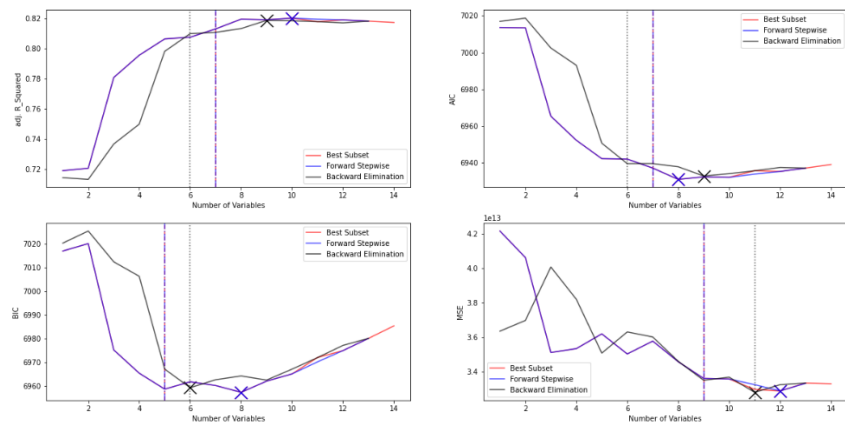 adj. R_Squared
0.82
0.80
0.78
0.76
0.74
0.72
2 4 6 8 10 12 14
Number of Variables
Best Subset
Forward Stepwise
Backward Elimination
AIC
7020
7000
6980
6960
6940
2 4 6 8 10 12 14
Number of Variables
Best Subset
Forward Stepwise
Backward Elimination
BIC
7020
7010
7000
6990
6980
6970
6960
2 4 6 8 10 12 14
Number of Variables
Best Subset
Forward Stepwise
Backward Elimination
1e13
MSE
4.2
4.0
3.8
3.6
3.4
2 4 6 8 10 12 14
Number of Variables
Best Subset
Forward Stepwise
Backward Elimination